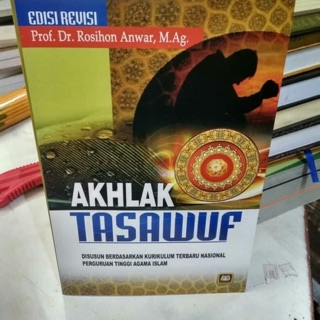 EDISI REVISI
Prof. Dr. Rosihon Anwar, M.Ag.
AKHLAK
TASAWUF
DISUSUN BERDASARKAN KURIKULUM TERBARU NASIONAL
PERGURUAN TINGGI AGAMA ISLAM